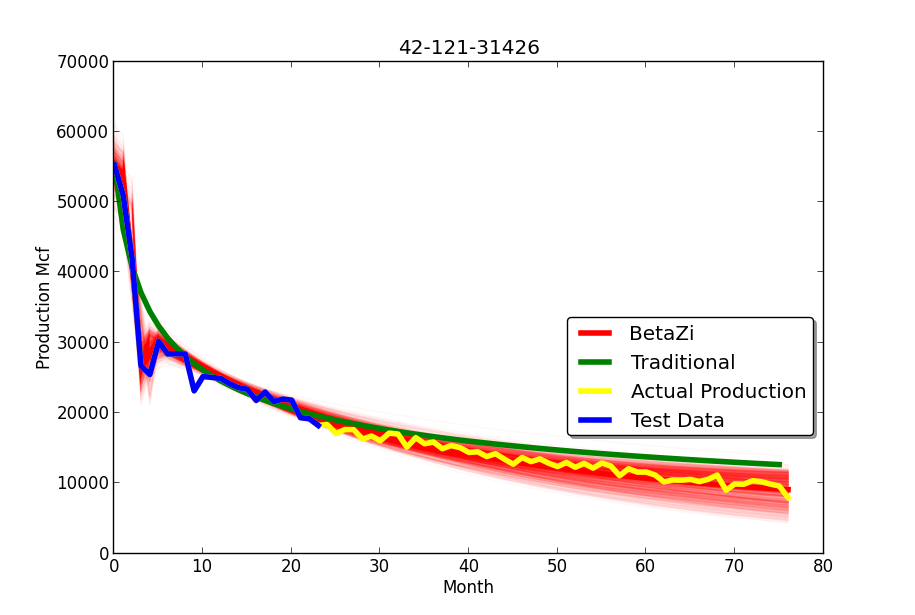 42-121-31426
70000
60000
50000
40000
30000
20000
10000
0
Production Mcf
BetaZi
Traditional
Actual Production
Test Data
0 10 20 30 40 50 60 70 80
Month